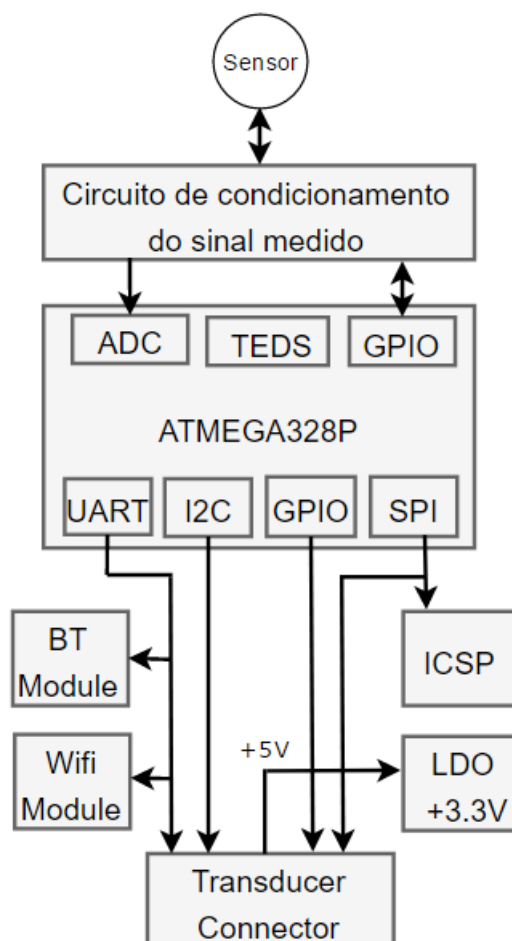 Sensor
Circuito de condicionamento
do sinal medido
ADC
TEDS
GPIO
ATMEGA328P
UART
I2C
GPIO
SPI
BT
Module
ICSP
+5V
Wifi
Module
LDO
+3.3V
Transducer
Connector